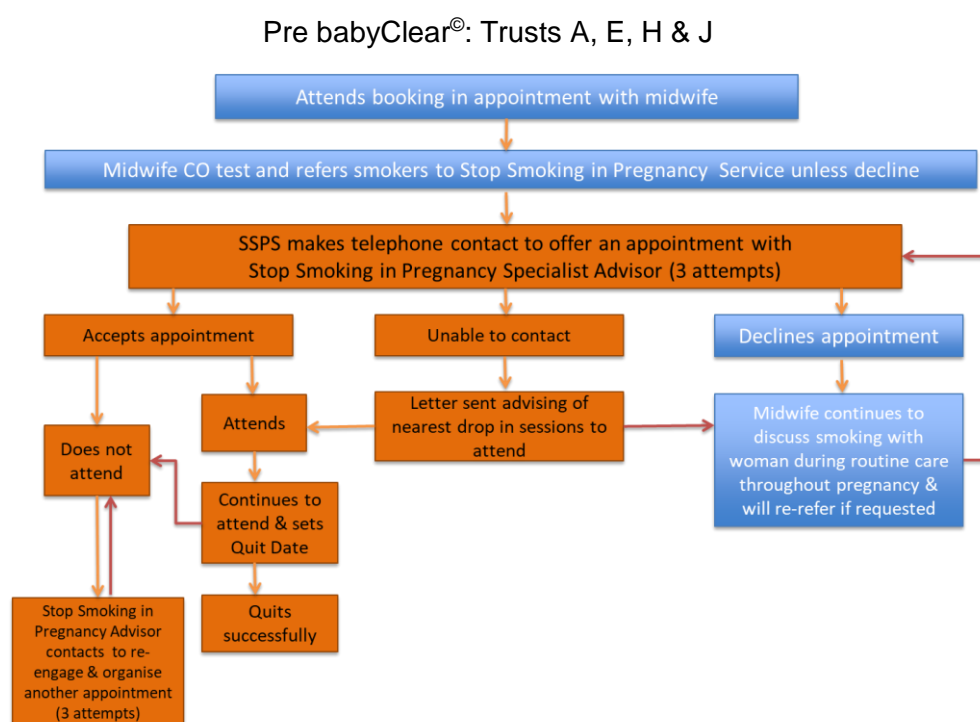 Pre babyClear©: Trusts A, E, H & J
Attends booking in appointment with midwife
Midwife CO test and refers smokers to Stop Smoking in Pregnancy Service unless decline
SSPS makes telephone contact to offer an appointment with
Stop Smoking in Pregnancy Specialist Advisor (3 attempts)
Accepts appointment
Unable to contact
Declines appointment
Attends
Letter sent advising of
nearest drop in sessions to
attend
Midwife continues to
discuss smoking with
woman during routine care
throughout pregnancy &
will re-refer if requested
Does not
attend
Continues to
attend & sets
Quit Date
Quits
successfully
Stop Smoking in
Pregnancy Advisor
contacts to re-
engage & organise
another appointment
(3 attempts)